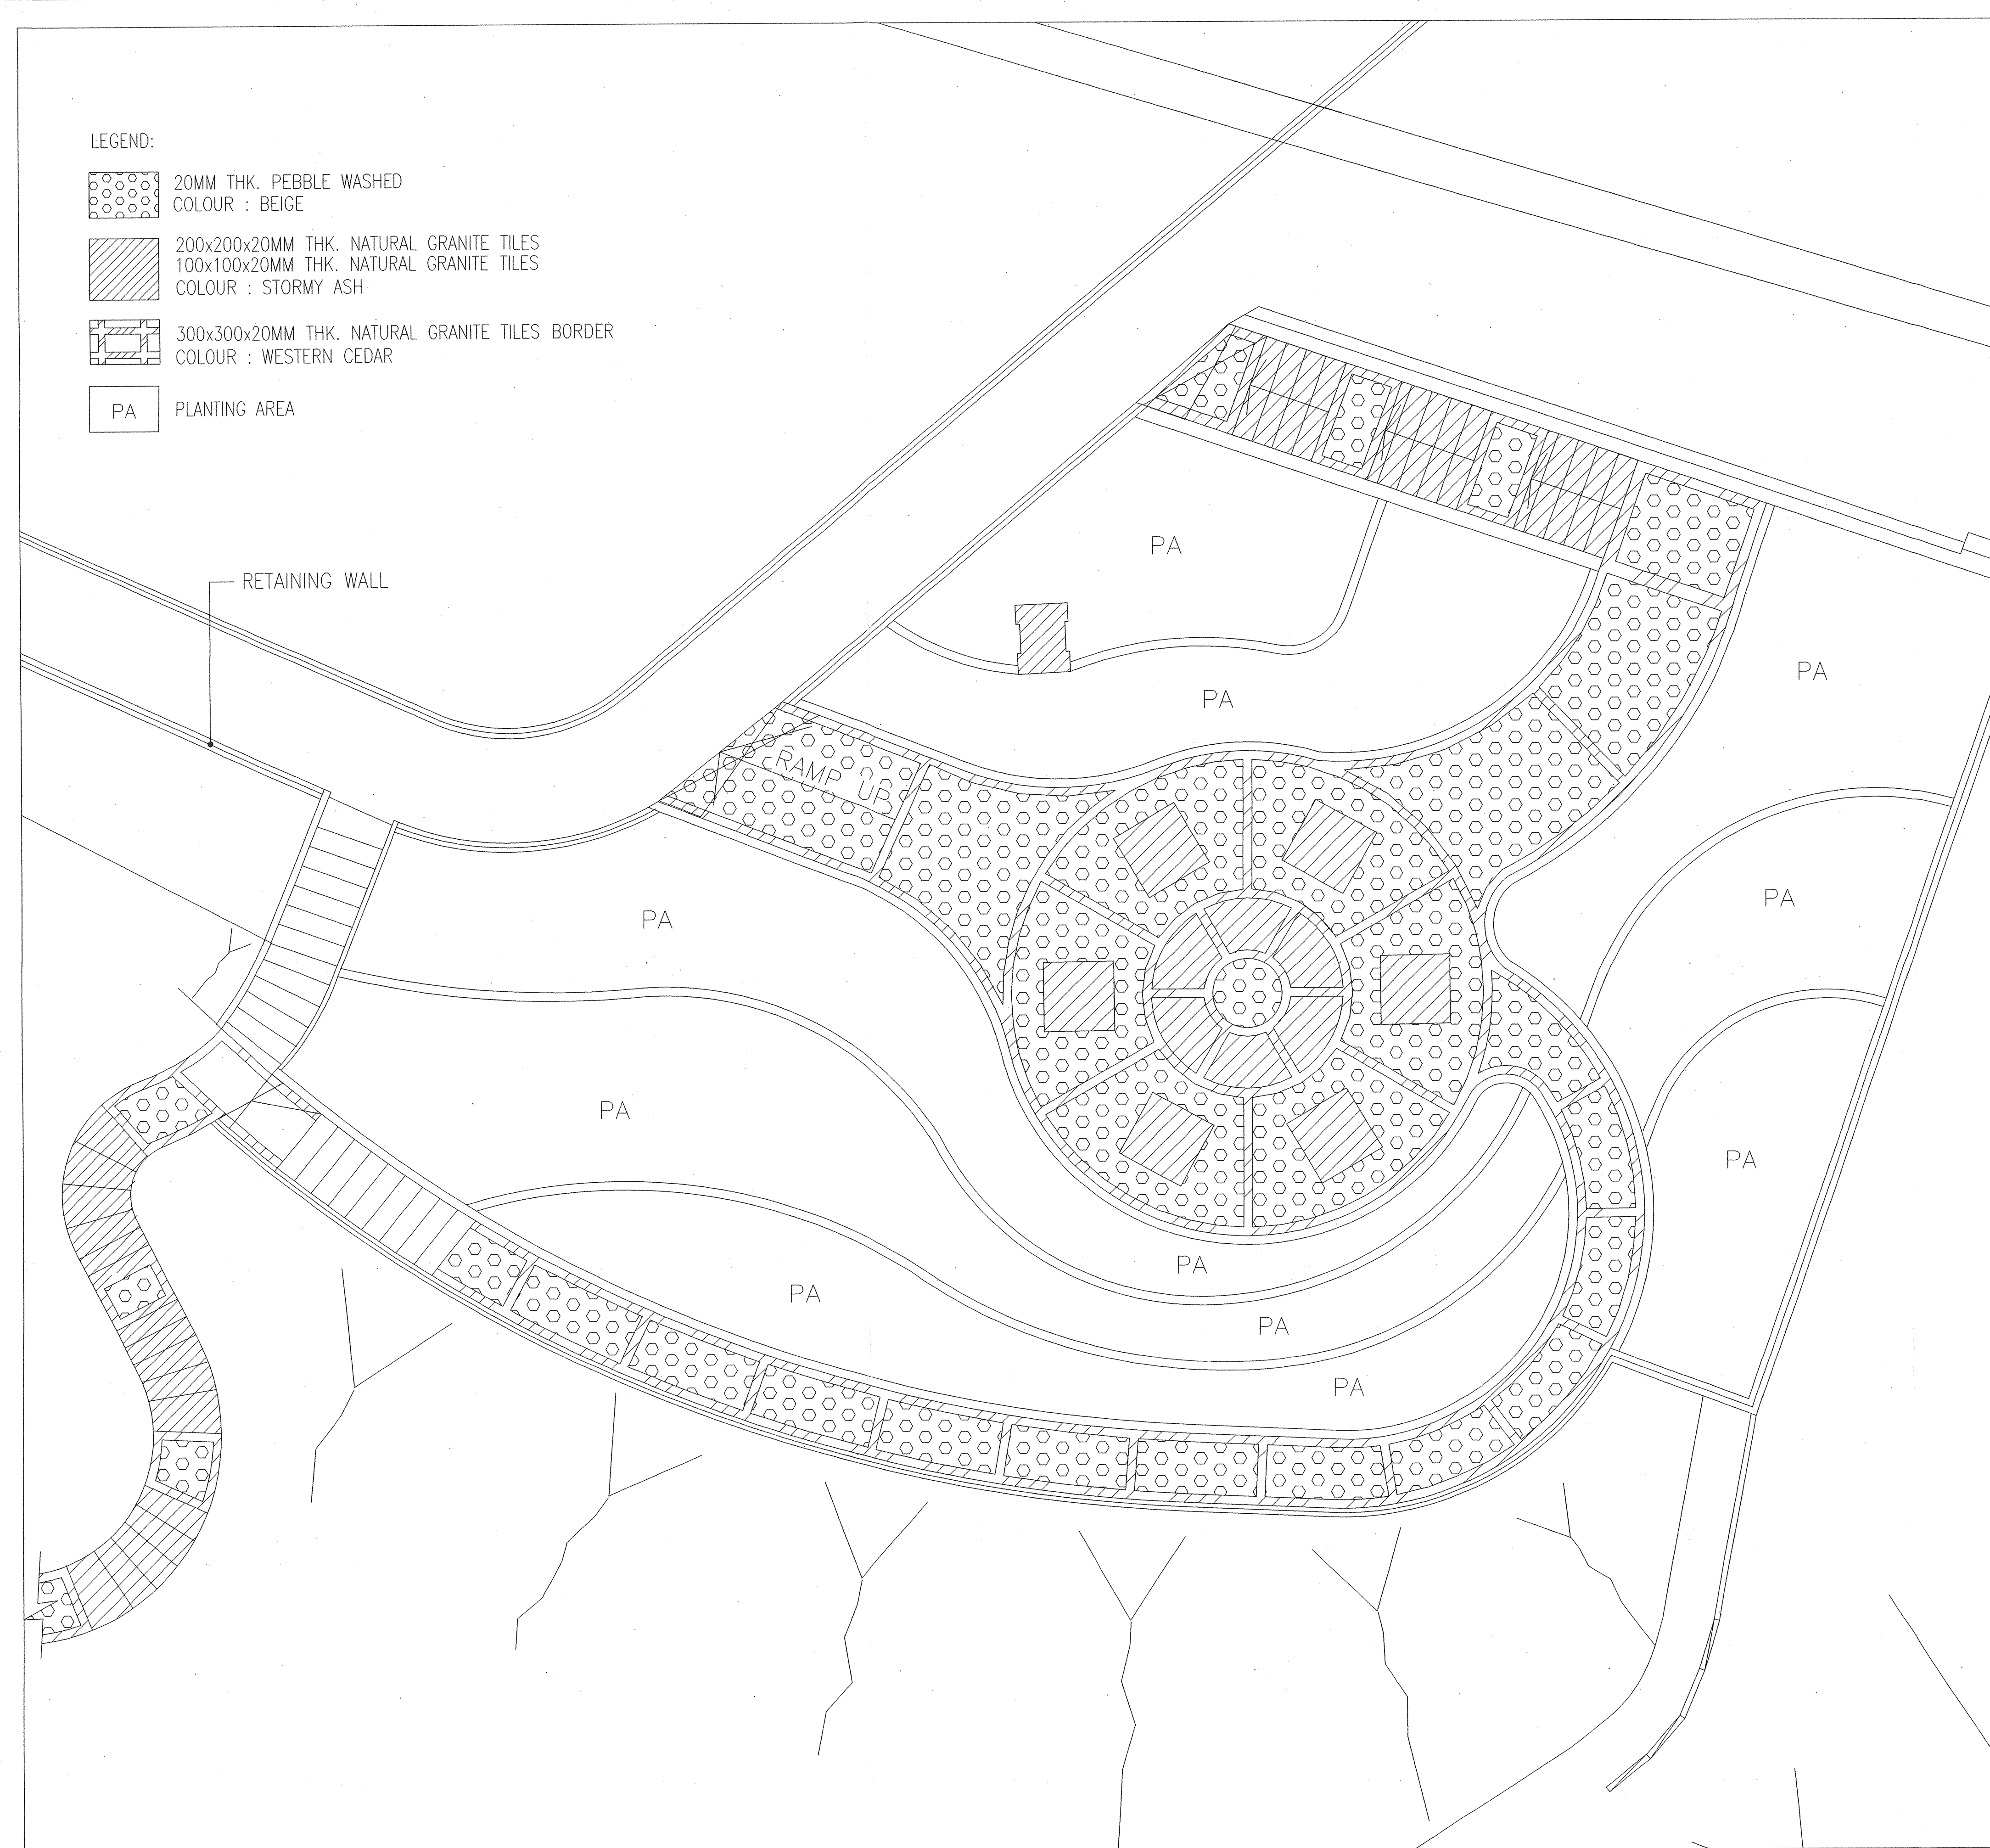 LEGEND:
20MM THK. PEBBLE WASHED
COLOUR : BEIGE
200x200x20MM THK. NATURAL GRANITE TILES
100x100x20MM THK. NATURAL GRANITE TILES
COLOUR : STORMY ASH
300x300x20MM THK. NATURAL GRANITE TILES BORDER
COLOUR : WESTERN CEDAR
PA
PLANTING AREA
PA
RETAINING WALL
PA
PA
RAMP UP
PA
PA
PA
PA
PA
PA
PA
PA
PA